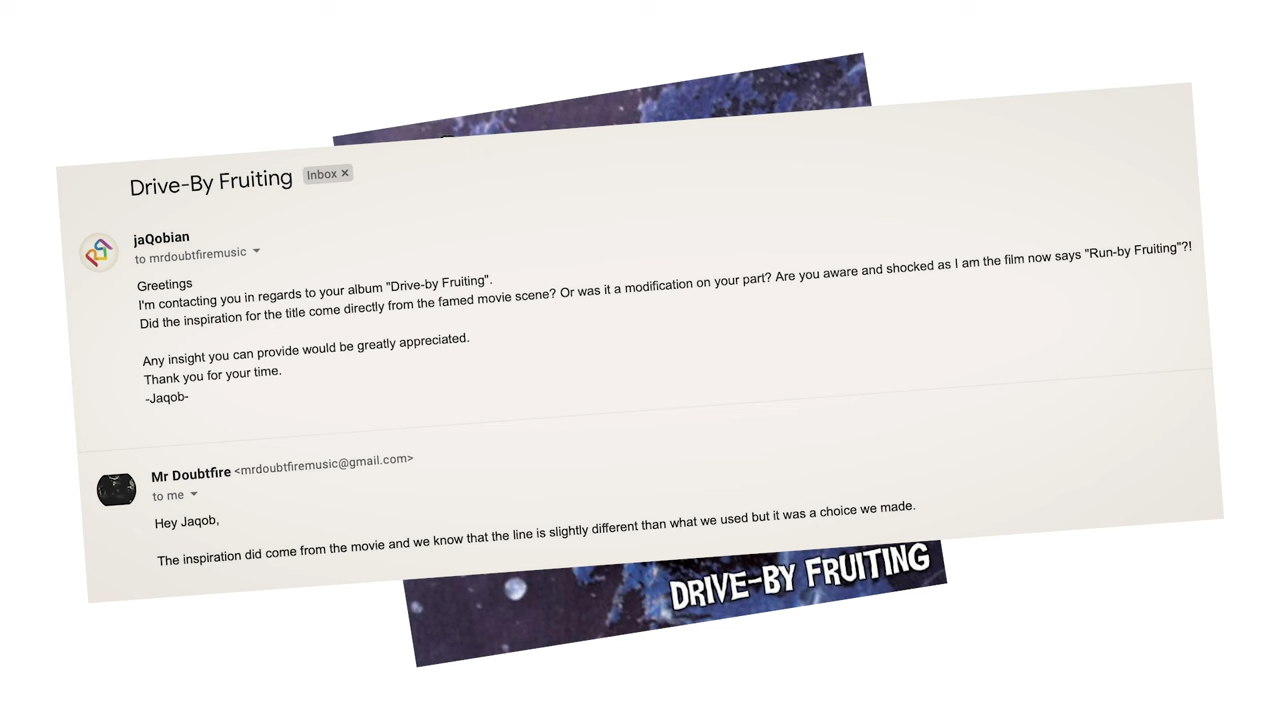 Drive-By Fruiting Inbox ×
jaQobian
to mrdoubtfiremusic
Greetings
I'm contacting you in regards to your album "Drive-by Fruiting".
Did the inspiration for the title come directly from the famed movie scene? Or was it a modification on your part? Are you aware and shocked as I am the film now says "Run-by Fruiting"?!
Any insight you can provide would be greatly appreciated.
Thank you for your time.
-Jaqob-
Mr Doubtfire <mrdoubtfiremusic@gmail.com>
to me
Hey Jaqob,
The inspiration did come from the movie and we know that the line is slightly different than what we used but it was a choice we made.
DRIVE-BY FRUITING